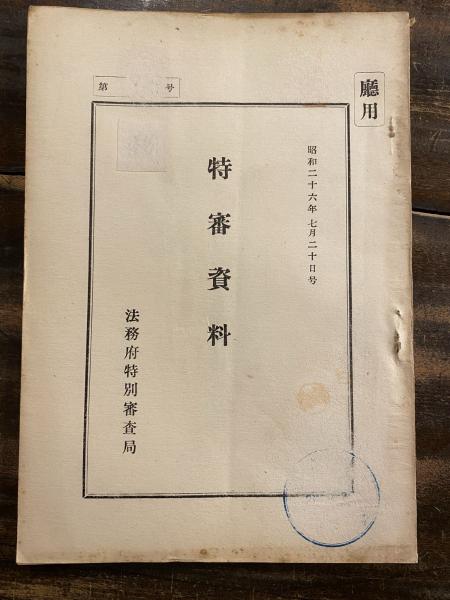 廳用
第 号
昭和二十六年七月二十日号
特審資料
法務府特別審査局